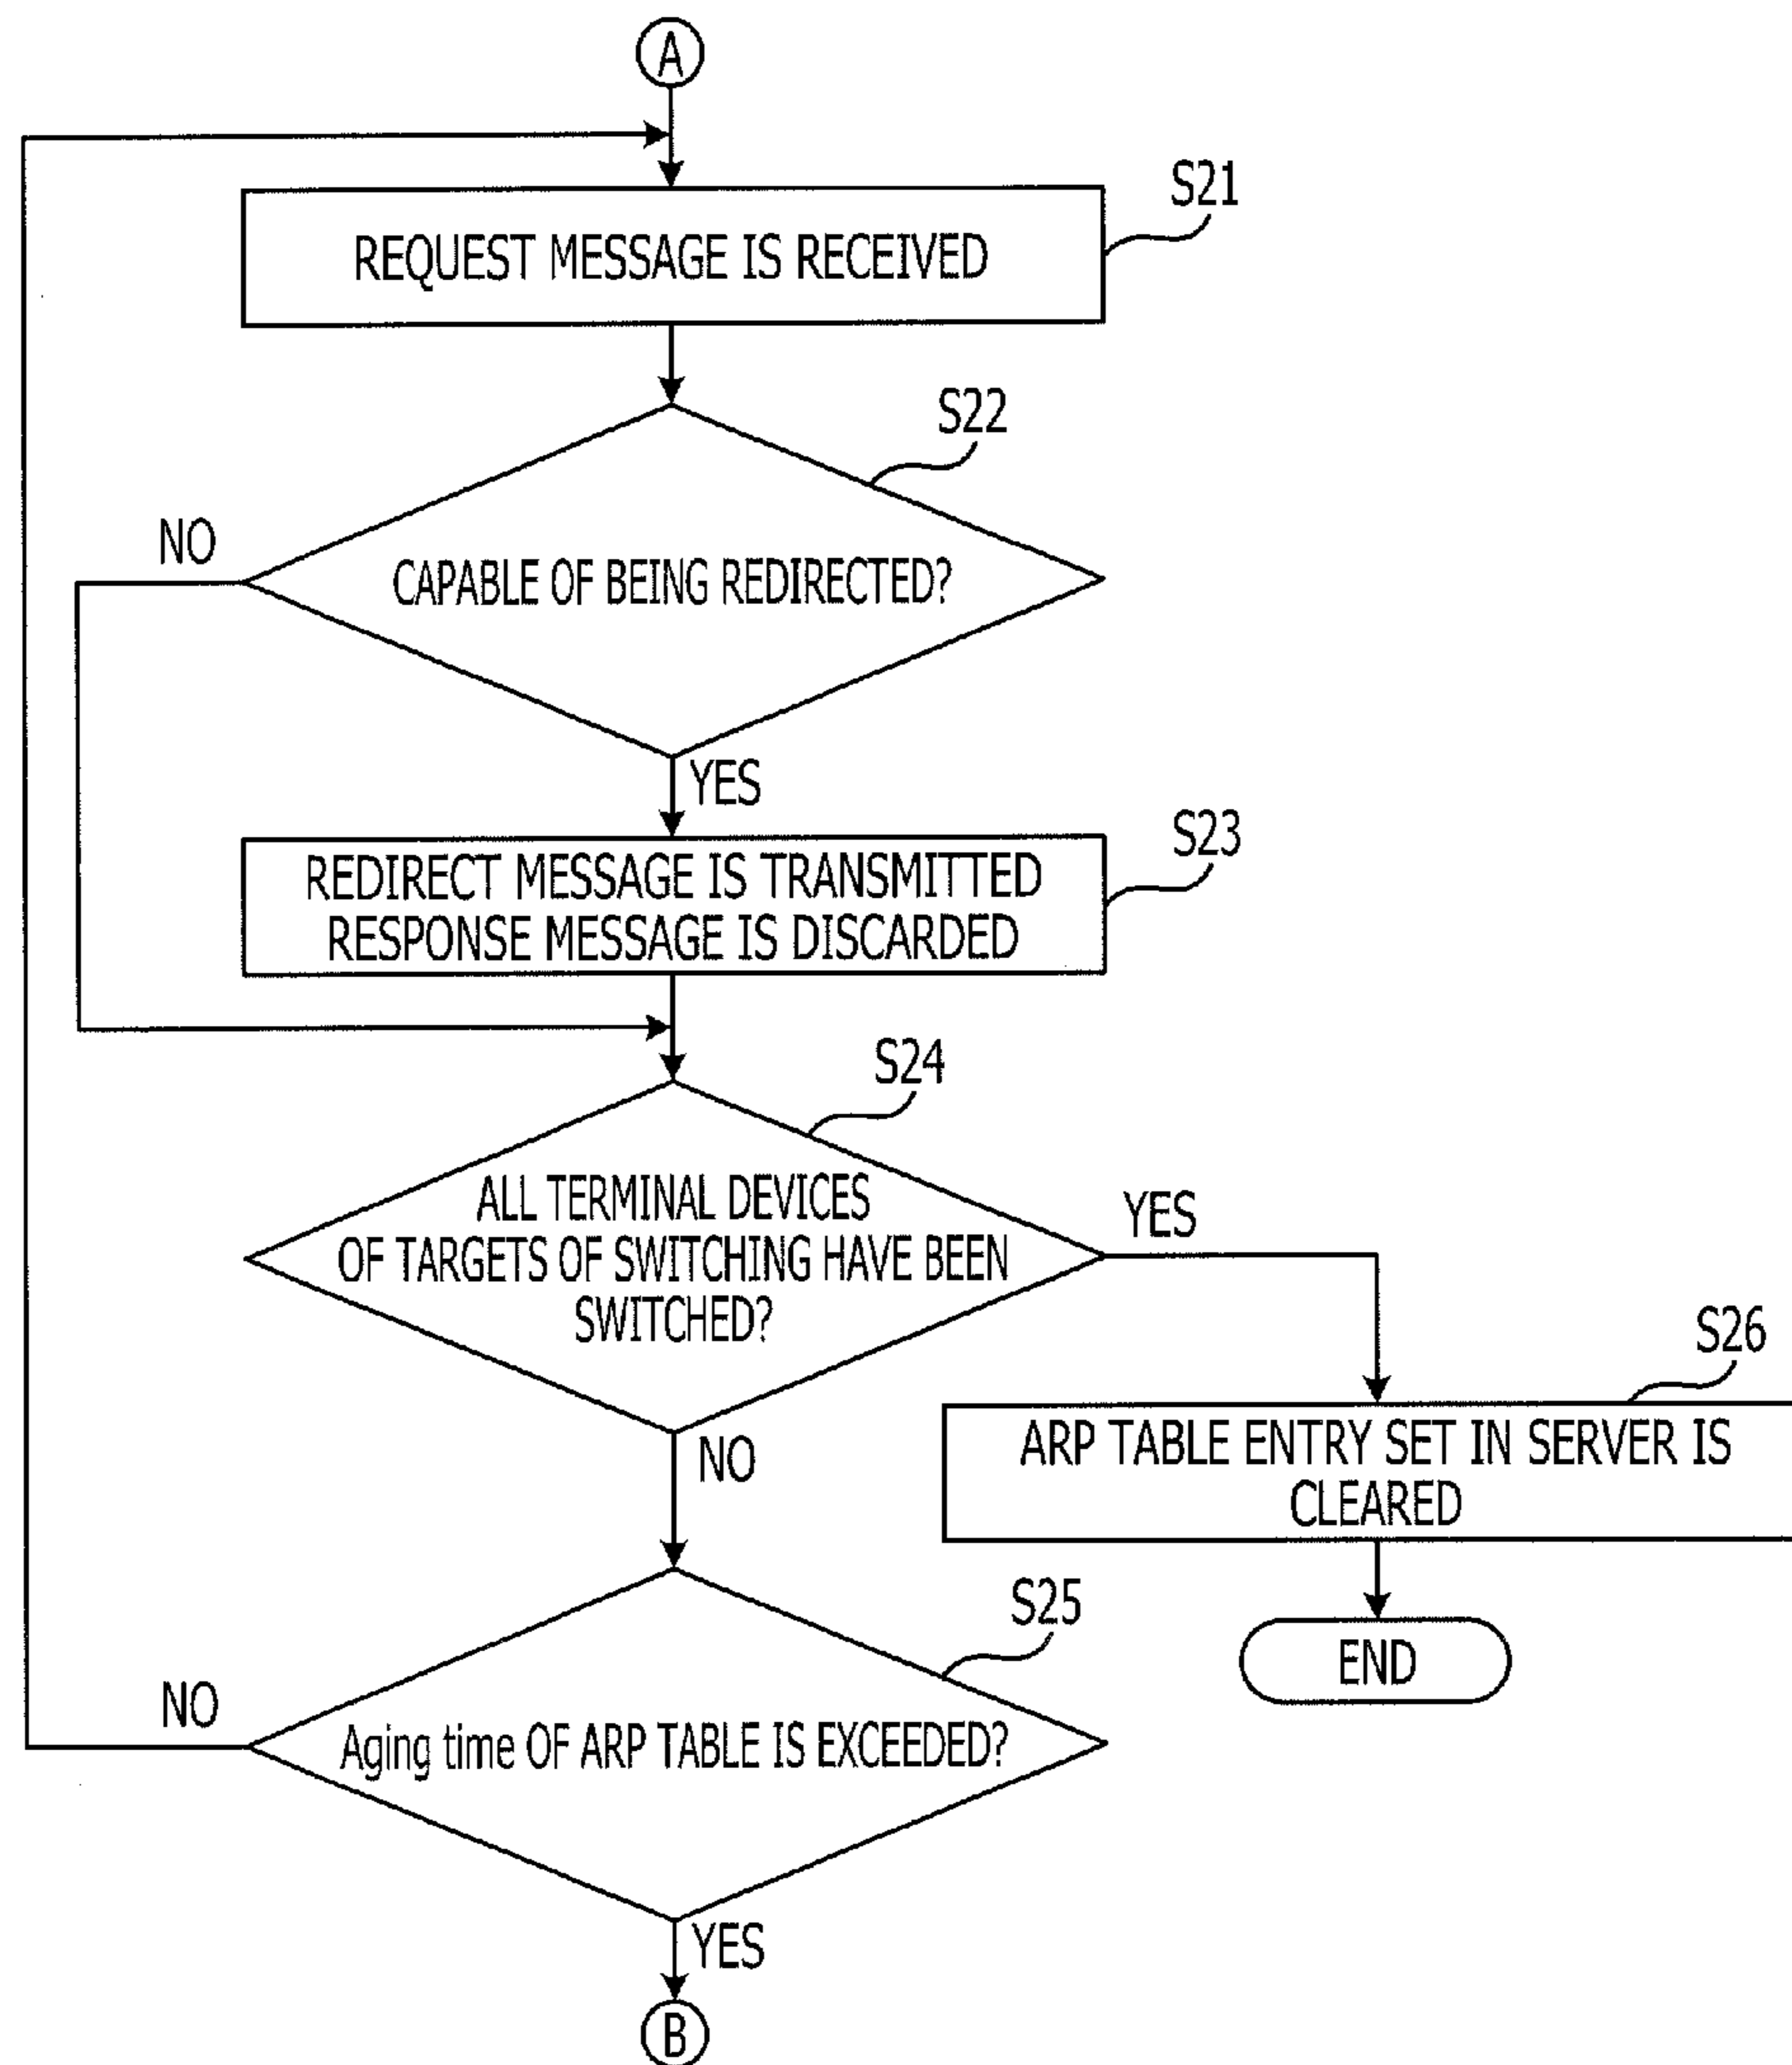 A
S21
REQUEST MESSAGE IS RECEIVED
S22
NO
CAPABLE OF BEING REDIRECTED?
YES
S23
REDIRECT MESSAGE IS TRANSMITTED
RESPONSE MESSAGE IS DISCARDED
S24
ALL TERMINAL DEVICES
OF TARGETS OF SWITCHING HAVE BEEN
SWITCHED?
YES
S26
NO
ARP TABLE ENTRY SET IN SERVER IS
CLEARED
S25
END
NO
Aging time OF ARP TABLE IS EXCEEDED?
YES
B